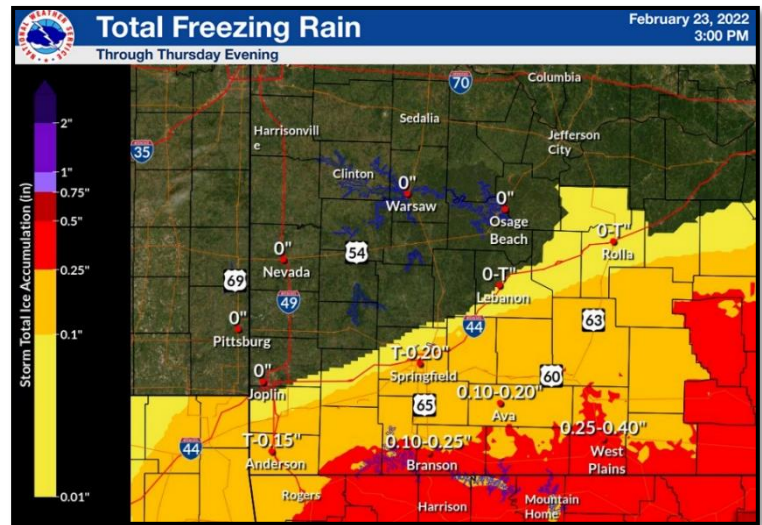 NATIONAL WEATHER SERVICE
Total Freezing Rain
February 23, 2022
3:00 PM
Through Thursday Evening
Storm Total Ice Accumulation (in)
2"
1"
0.75"
0.5"
0.25"
0.1"
0.01"
70
Columbia
Sedalia
Harrisonvill
e
35
Jefferson
City
Clinton
0"
Warsaw
0"
Osage
Beach
0-T"
Rolla
0"
Nevada
54
69
49
0-T"
Lebanon
0"
Pittsburg
44
63
T-0.20"
Springfield
0"
Joplin
60
65
0.10-0.20"
Ava
44
T-0.15"
Anderson
0.10-0.25"
Branson
0.25-0.40"
West
Plains
Rogers
Harrison
Mountain
Home